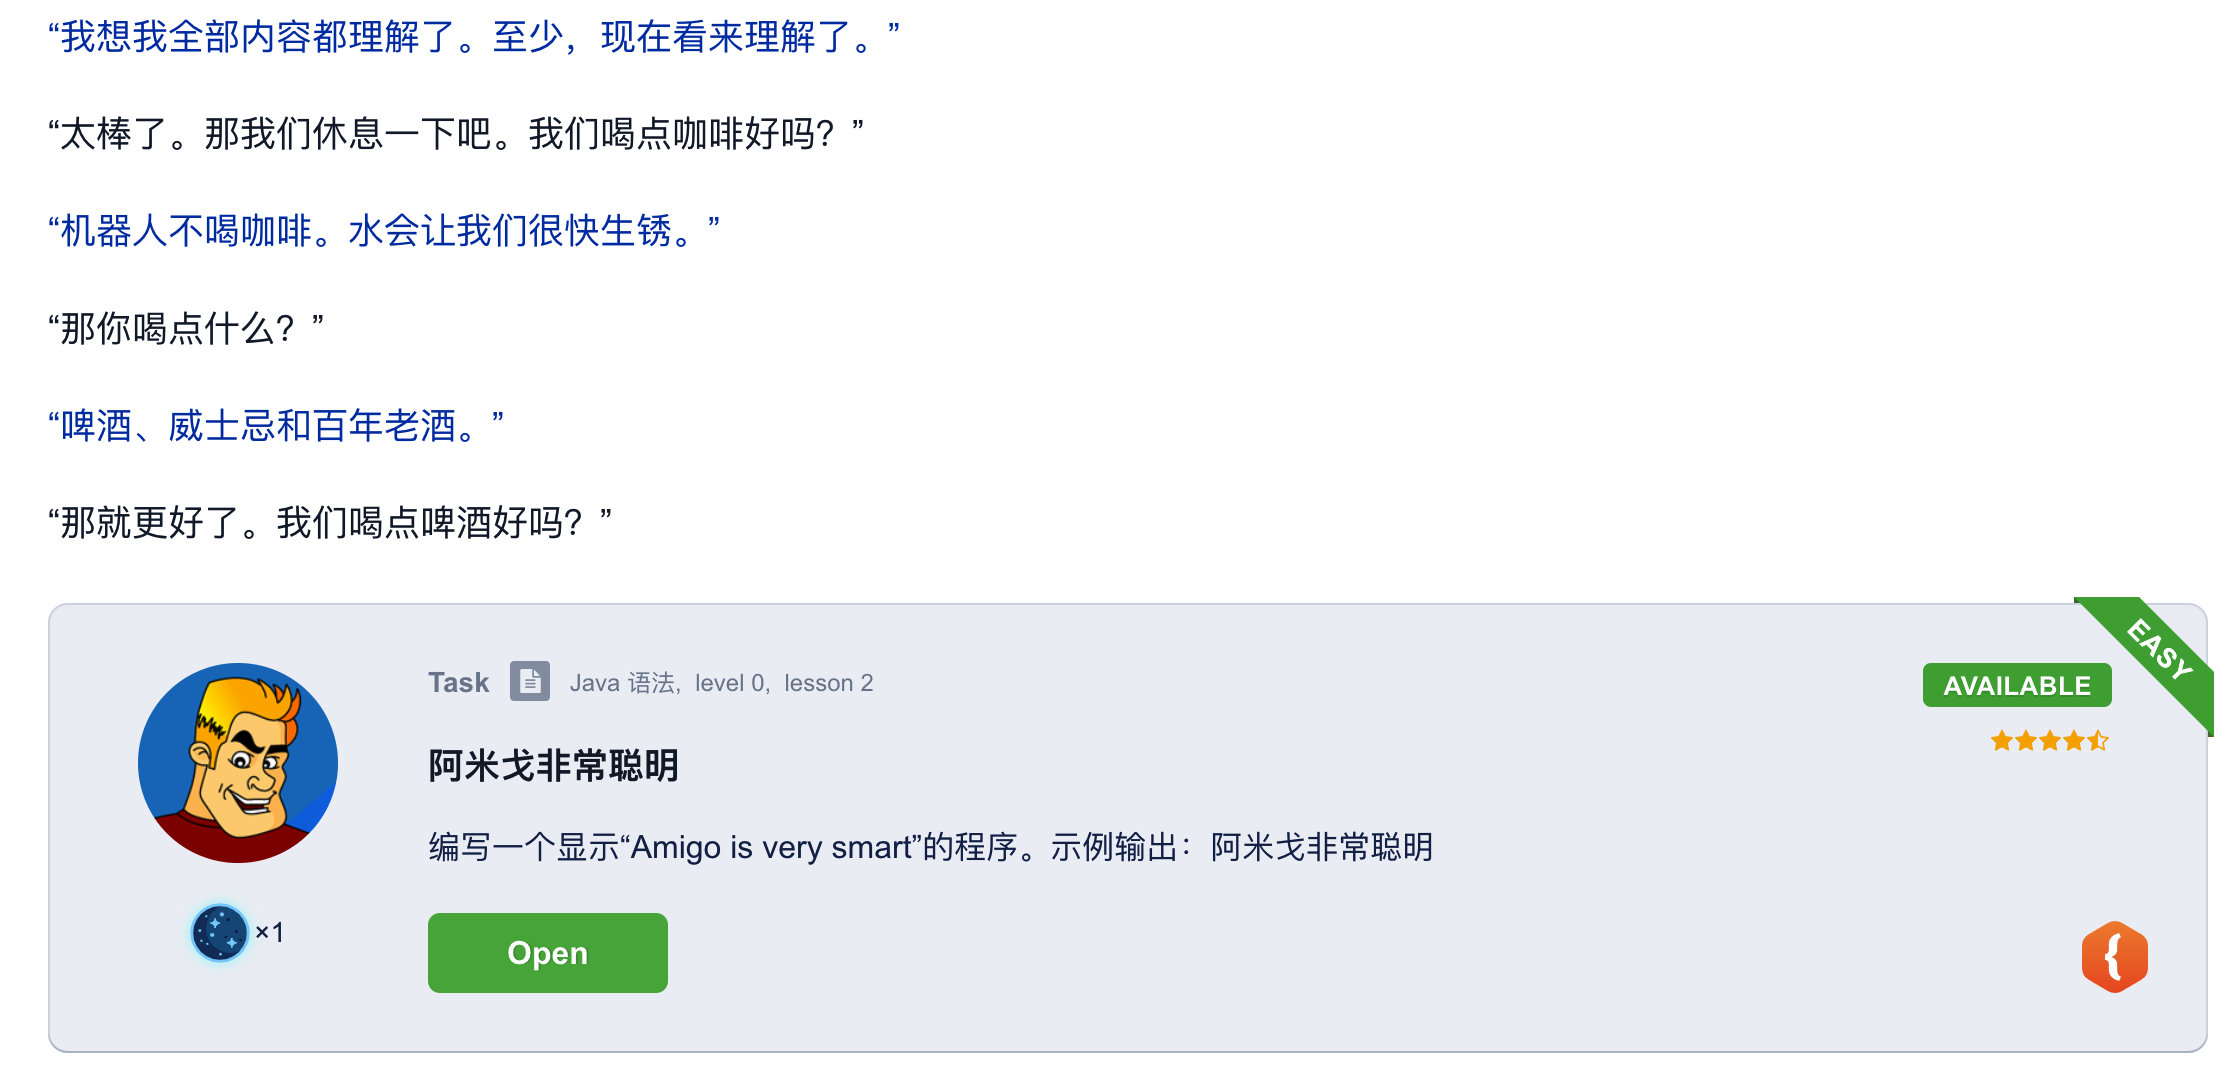 “我想我全部内容都理解了。至少，现在看来理解了。”
“太棒了。那我们休息一下吧。我们喝点咖啡好吗？”
“机器人不喝咖啡。水会让我们很快生锈。”
“那你喝点什么？”
“啤酒、威士忌和百年老酒。”
“那就更好了。我们喝点啤酒好吗？”
EASY
Task Java 语法, level 0, lesson 2
AVAILABLE
阿米戈非常聪明
编写一个显示“Amigo is very smart”的程序。示例输出：阿米戈非常聪明
×1
Open
{